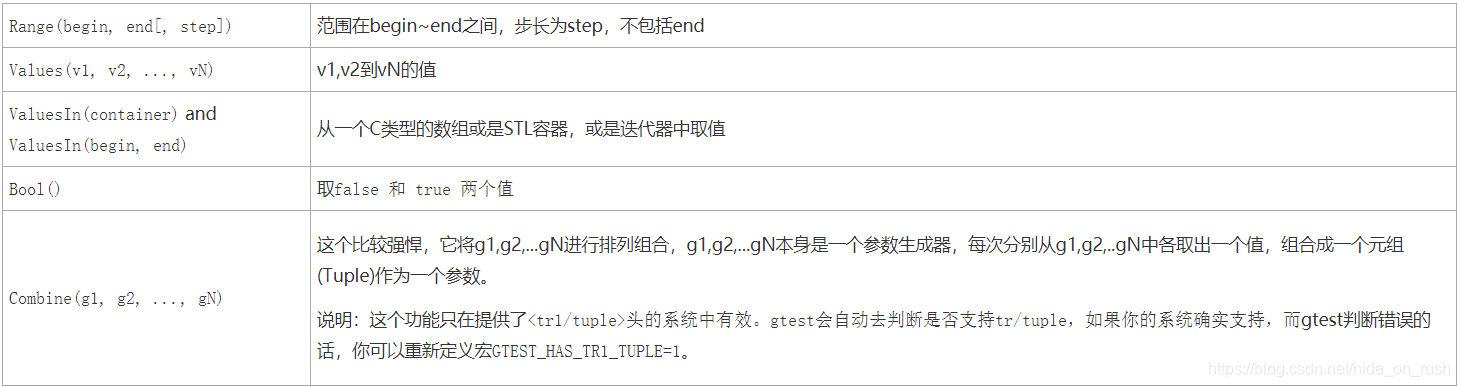 Range(begin, end[, step])
范围在begin~end之间，步长为step，不包括end
Values(v1, v2, ..., vN)
v1,v2到vN的值
ValuesIn(container) and
ValuesIn(begin, end)
从一个C类型的数组或是STL容器，或是迭代器中取值
Bool()
取false 和 true 两个值
Combine(g1, g2, ..., gN)
这个比较强悍，它将g1,g2,...gN进行排列组合，g1,g2,...gN本身是一个参数生成器，每次分别从g1,g2,..gN中各取出一个值，组合成一个元组
(Tuple)作为一个参数。
说明：这个功能只在提供了<tr1/tuple>头的系统中有效。gtest会自动去判断是否支持tr/tuple，如果你的系统确实支持，而gtest判断错误的
话，你可以重新定义宏GTEST_HAS_TR1_TUPLE=1。
https://blog.csdn.net/hide_on_rush